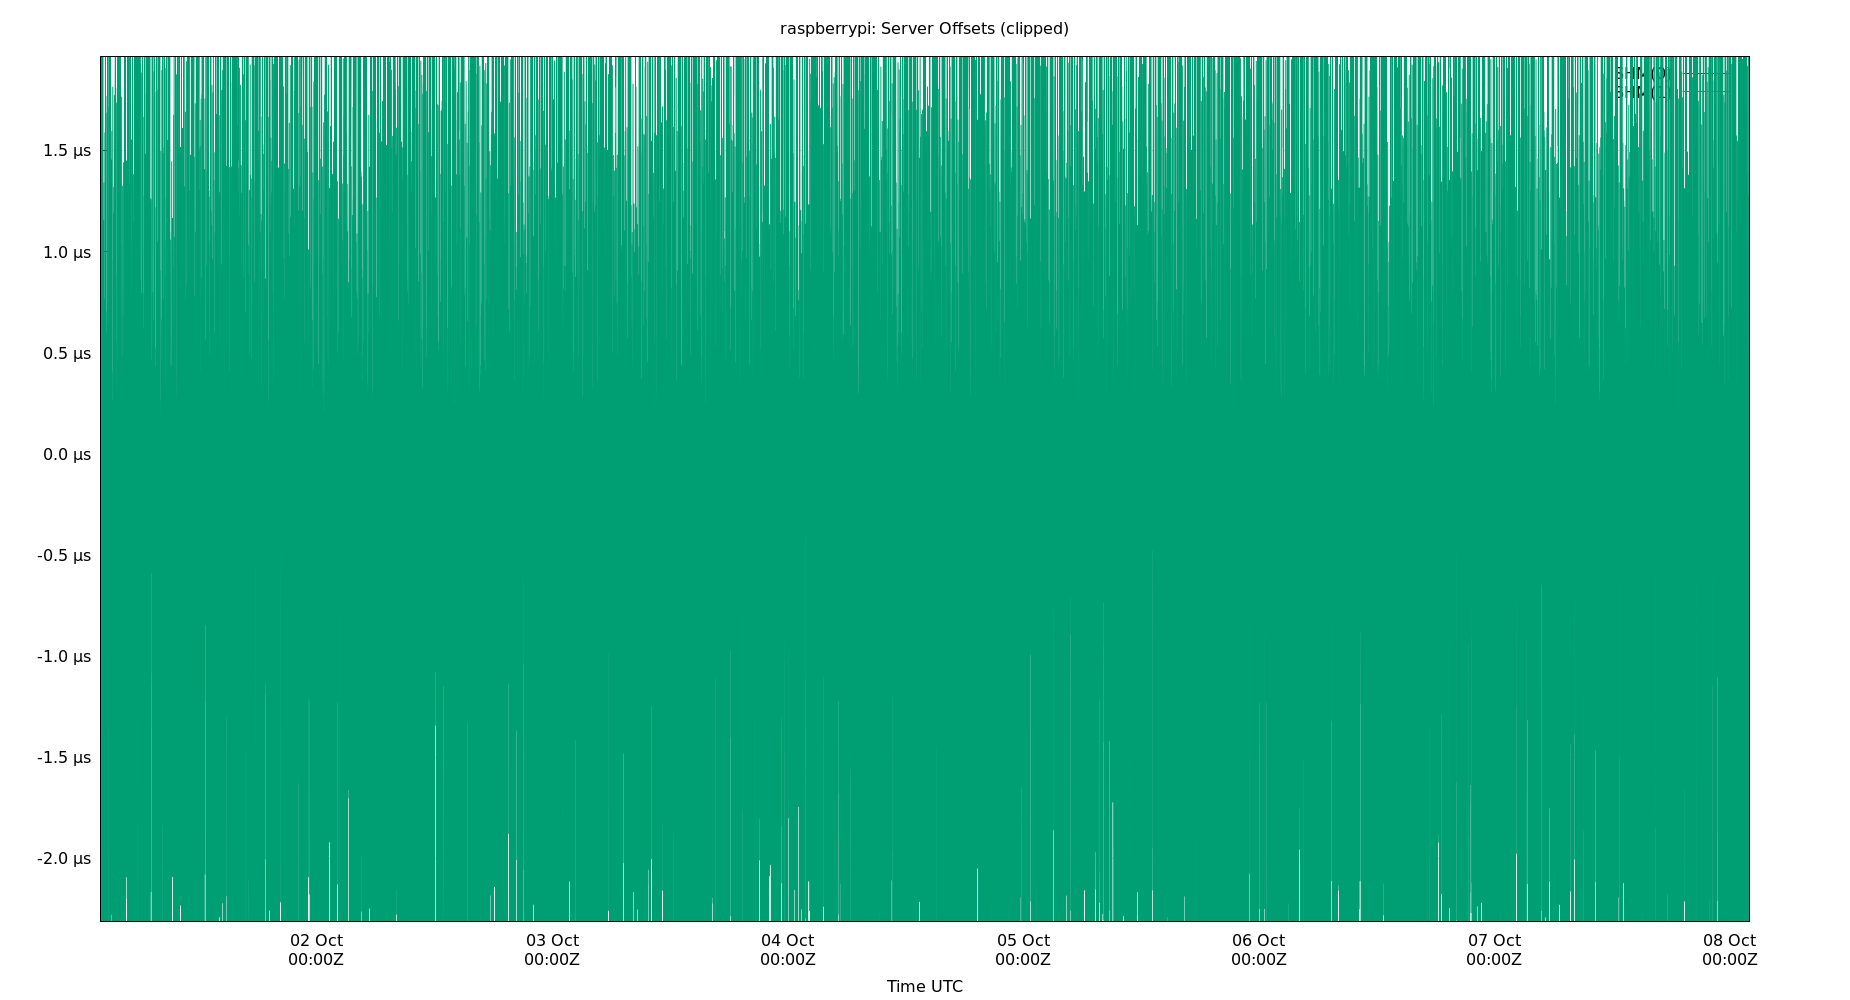 raspberrypi: Server Offsets (clipped)
SHM(0)
1.5 µs
1.0 µs
0.5 µs
0.0 µs
-0.5 µs
-1.0 µs
-1.5 µs
-2.0 µs
02 Oct 03 Oct 04 Oct 05 Oct 06 Oct 07 Oct 08 Oct
00:00Z 00:00Z 00:00Z 00:00Z 00:00Z 00:00Z 00:00Z
Time UTC